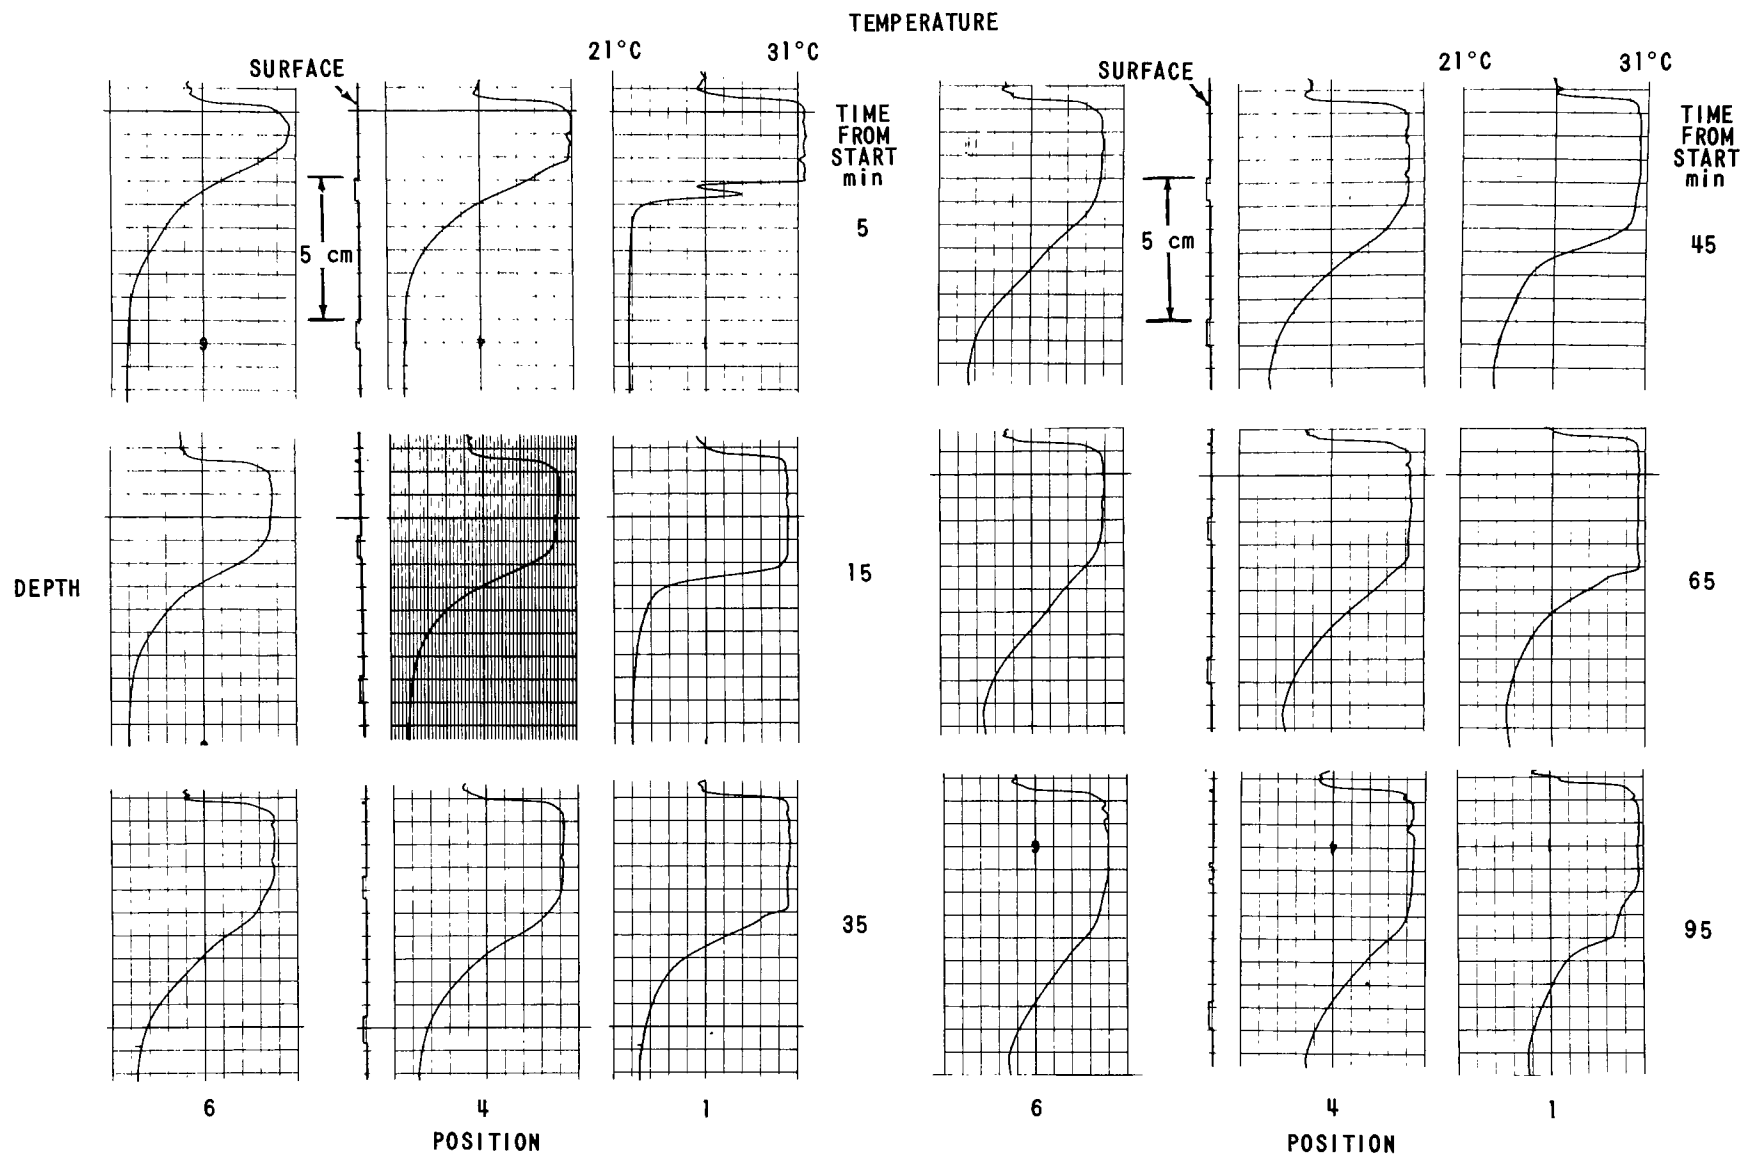 TEMPERATURE
21°C 31°C
SURFACE
TIME
FROM
START
min
5 cm
5
15
35
DEPTH
6 4 1
POSITION
21°C 31°C
SURFACE
TIME
FROM
START
min
5 cm
45
65
95
6 4 1
POSITION